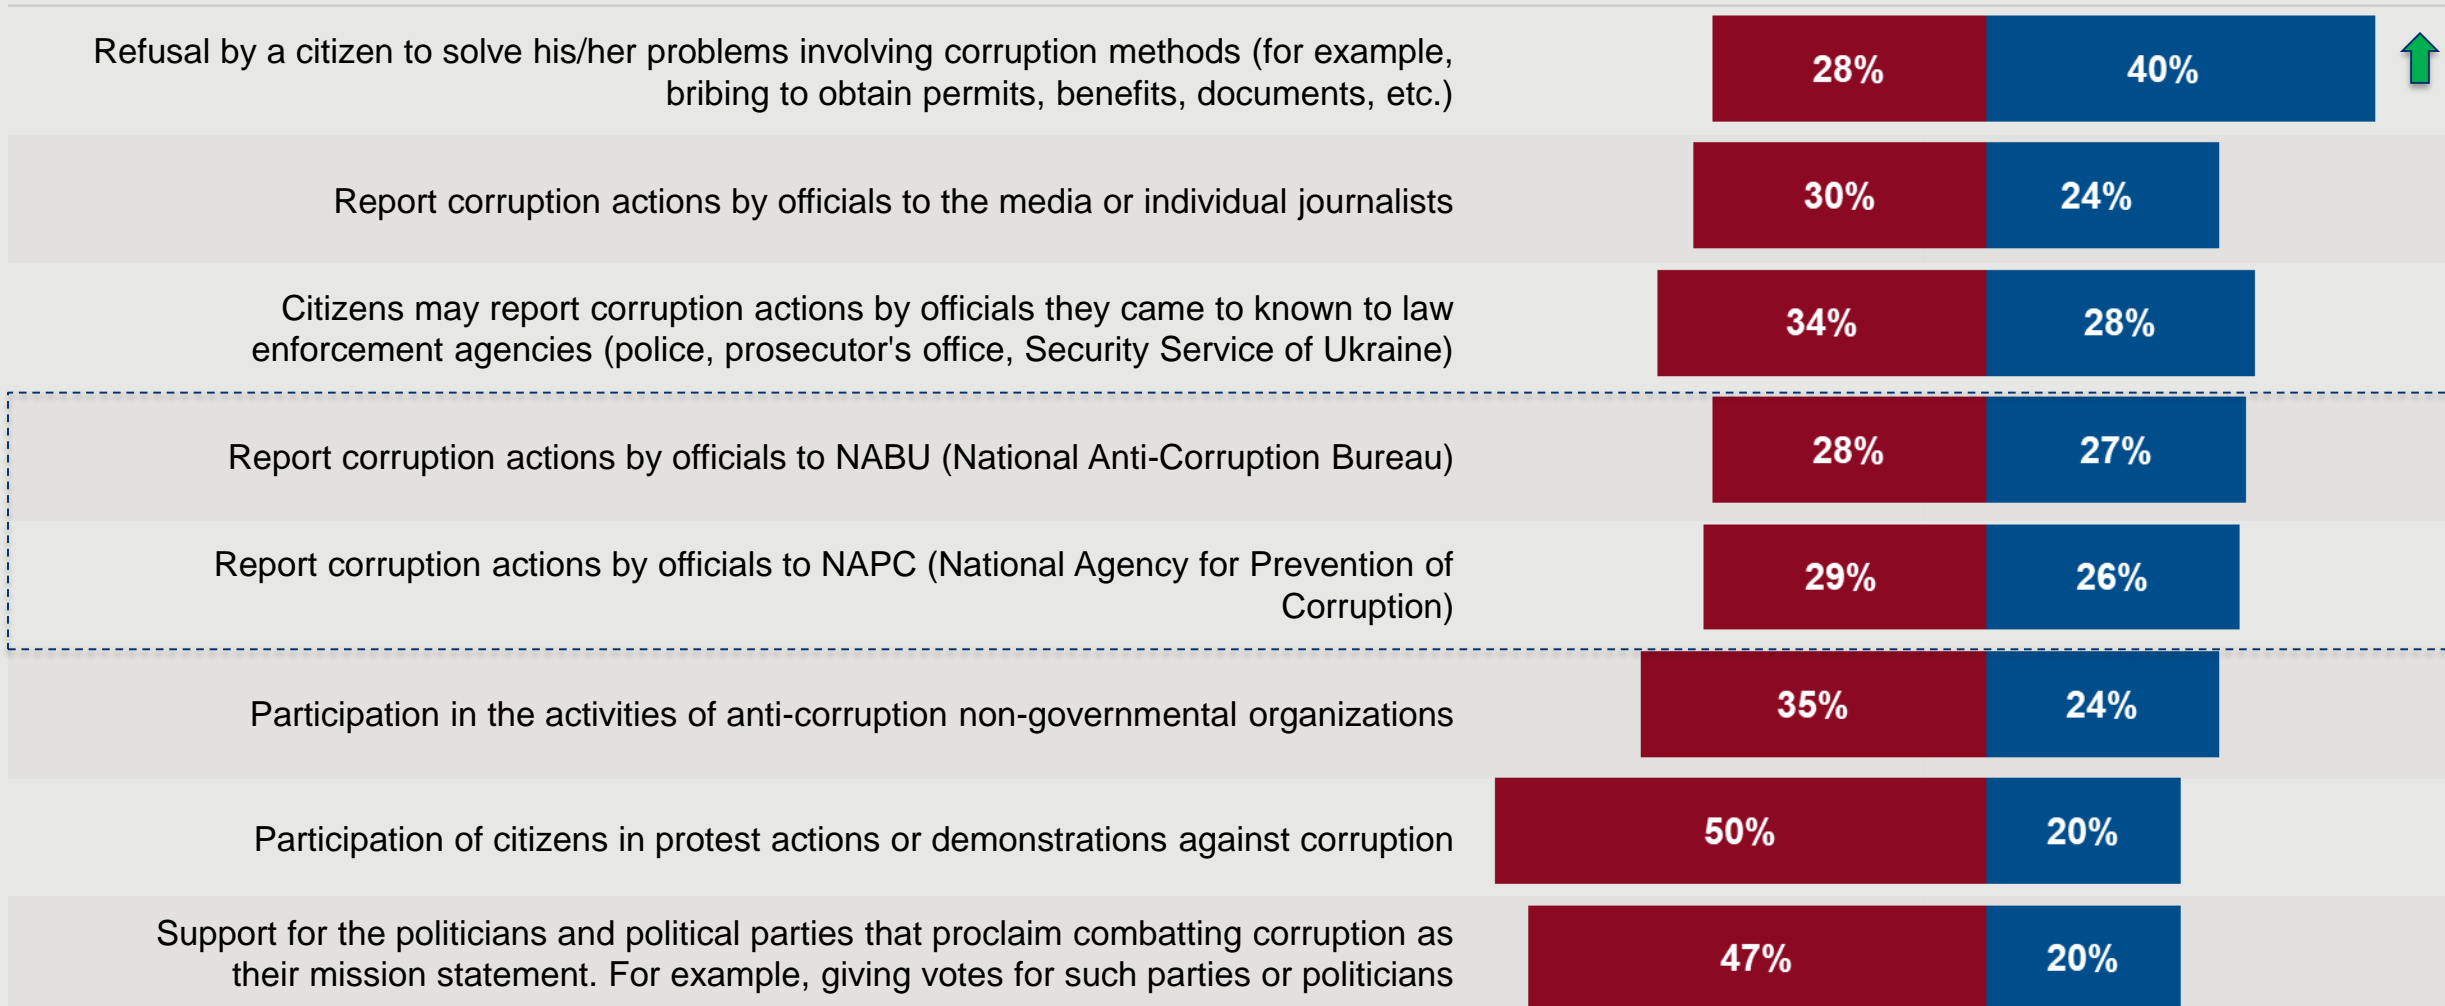 Refusal by a citizen to solve his/her problems involving corruption methods (for example,
bribing to obtain permits, benefits, documents, etc.)
28%
40%
Report corruption actions by officials to the media or individual journalists
30%
24%
Citizens may report corruption actions by officials they came to known to law
enforcement agencies (police, prosecutor's office, Security Service of Ukraine)
34%
28%
Report corruption actions by officials to NABU (National Anti-Corruption Bureau)
28%
27%
Report corruption actions by officials to NAPC (National Agency for Prevention of
Corruption)
29%
26%
Participation in the activities of anti-corruption non-governmental organizations
35%
24%
Participation of citizens in protest actions or demonstrations against corruption
50%
20%
Support for the politicians and political parties that proclaim combatting corruption as
their mission statement. For example, giving votes for such parties or politicians
47%
20%